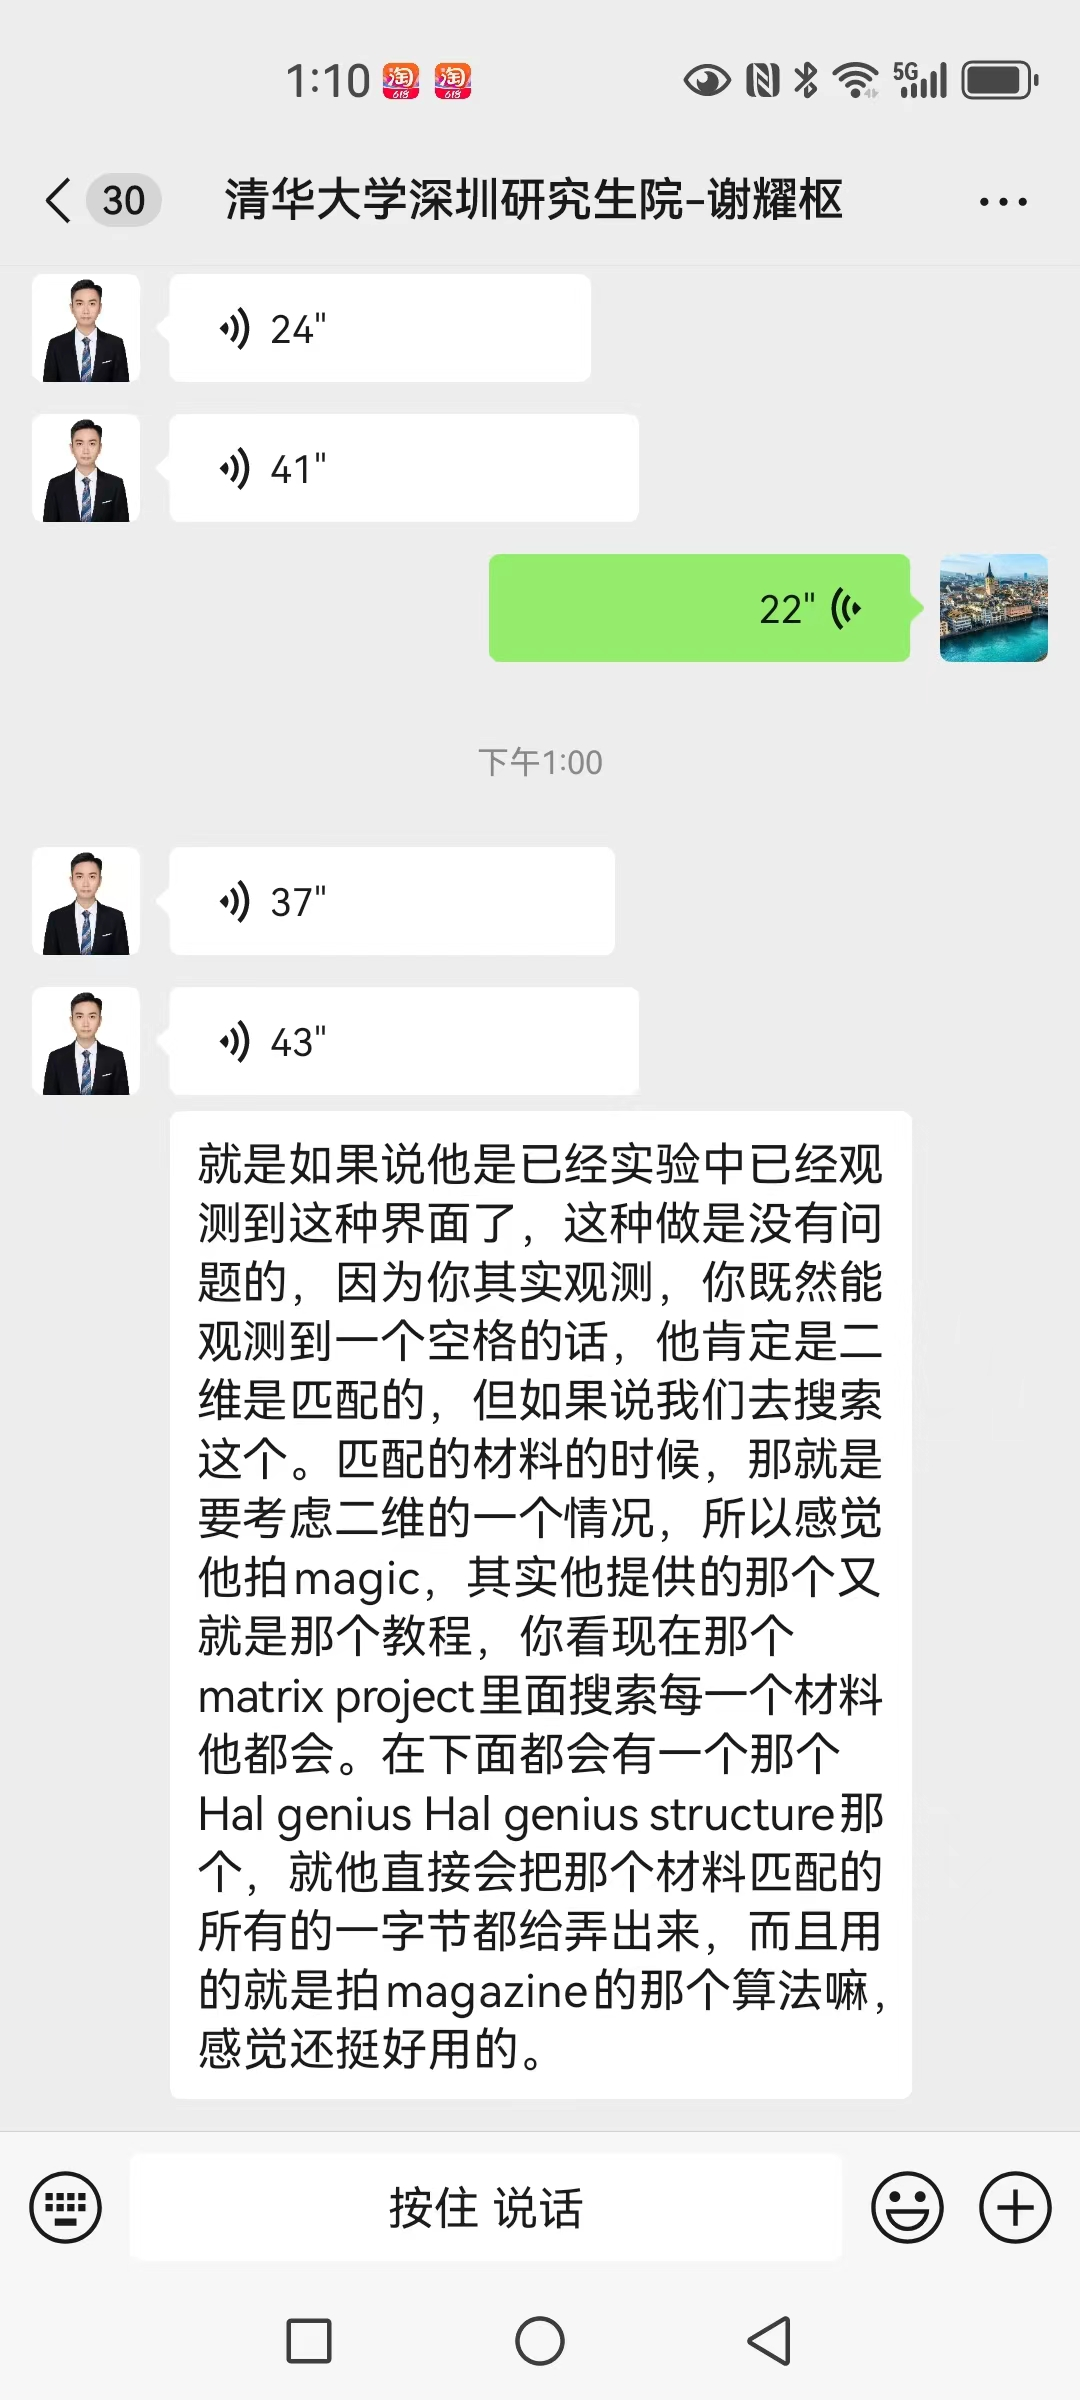 1:10 淘 618 淘 618 5G
30 清华大学深圳研究生院-谢耀枢
24"
41"
22"
下午1:00
37"
43"
就是如果说他是已经实验中已经观
测到这种界面了，这种做是没有问
题的，因为你其实观测，你既然能
观测到一个空格的话，他肯定是二
维是匹配的，但如果说我们去搜索
这个。匹配的材料的时候，那就是
要考虑二维的一个情况，所以感觉
他拍magic，其实他提供的那个又
就是那个教程，你看现在那个
matrix project里面搜索每一个材料
他都会。在下面都会有一个那个
Hal genius Hal genius structure那
个，就他直接会把那个材料匹配的
所有的一字节都给弄出来，而且用
的就是拍magazine的那个算法嘛，
感觉还挺好用的。
按住 说话